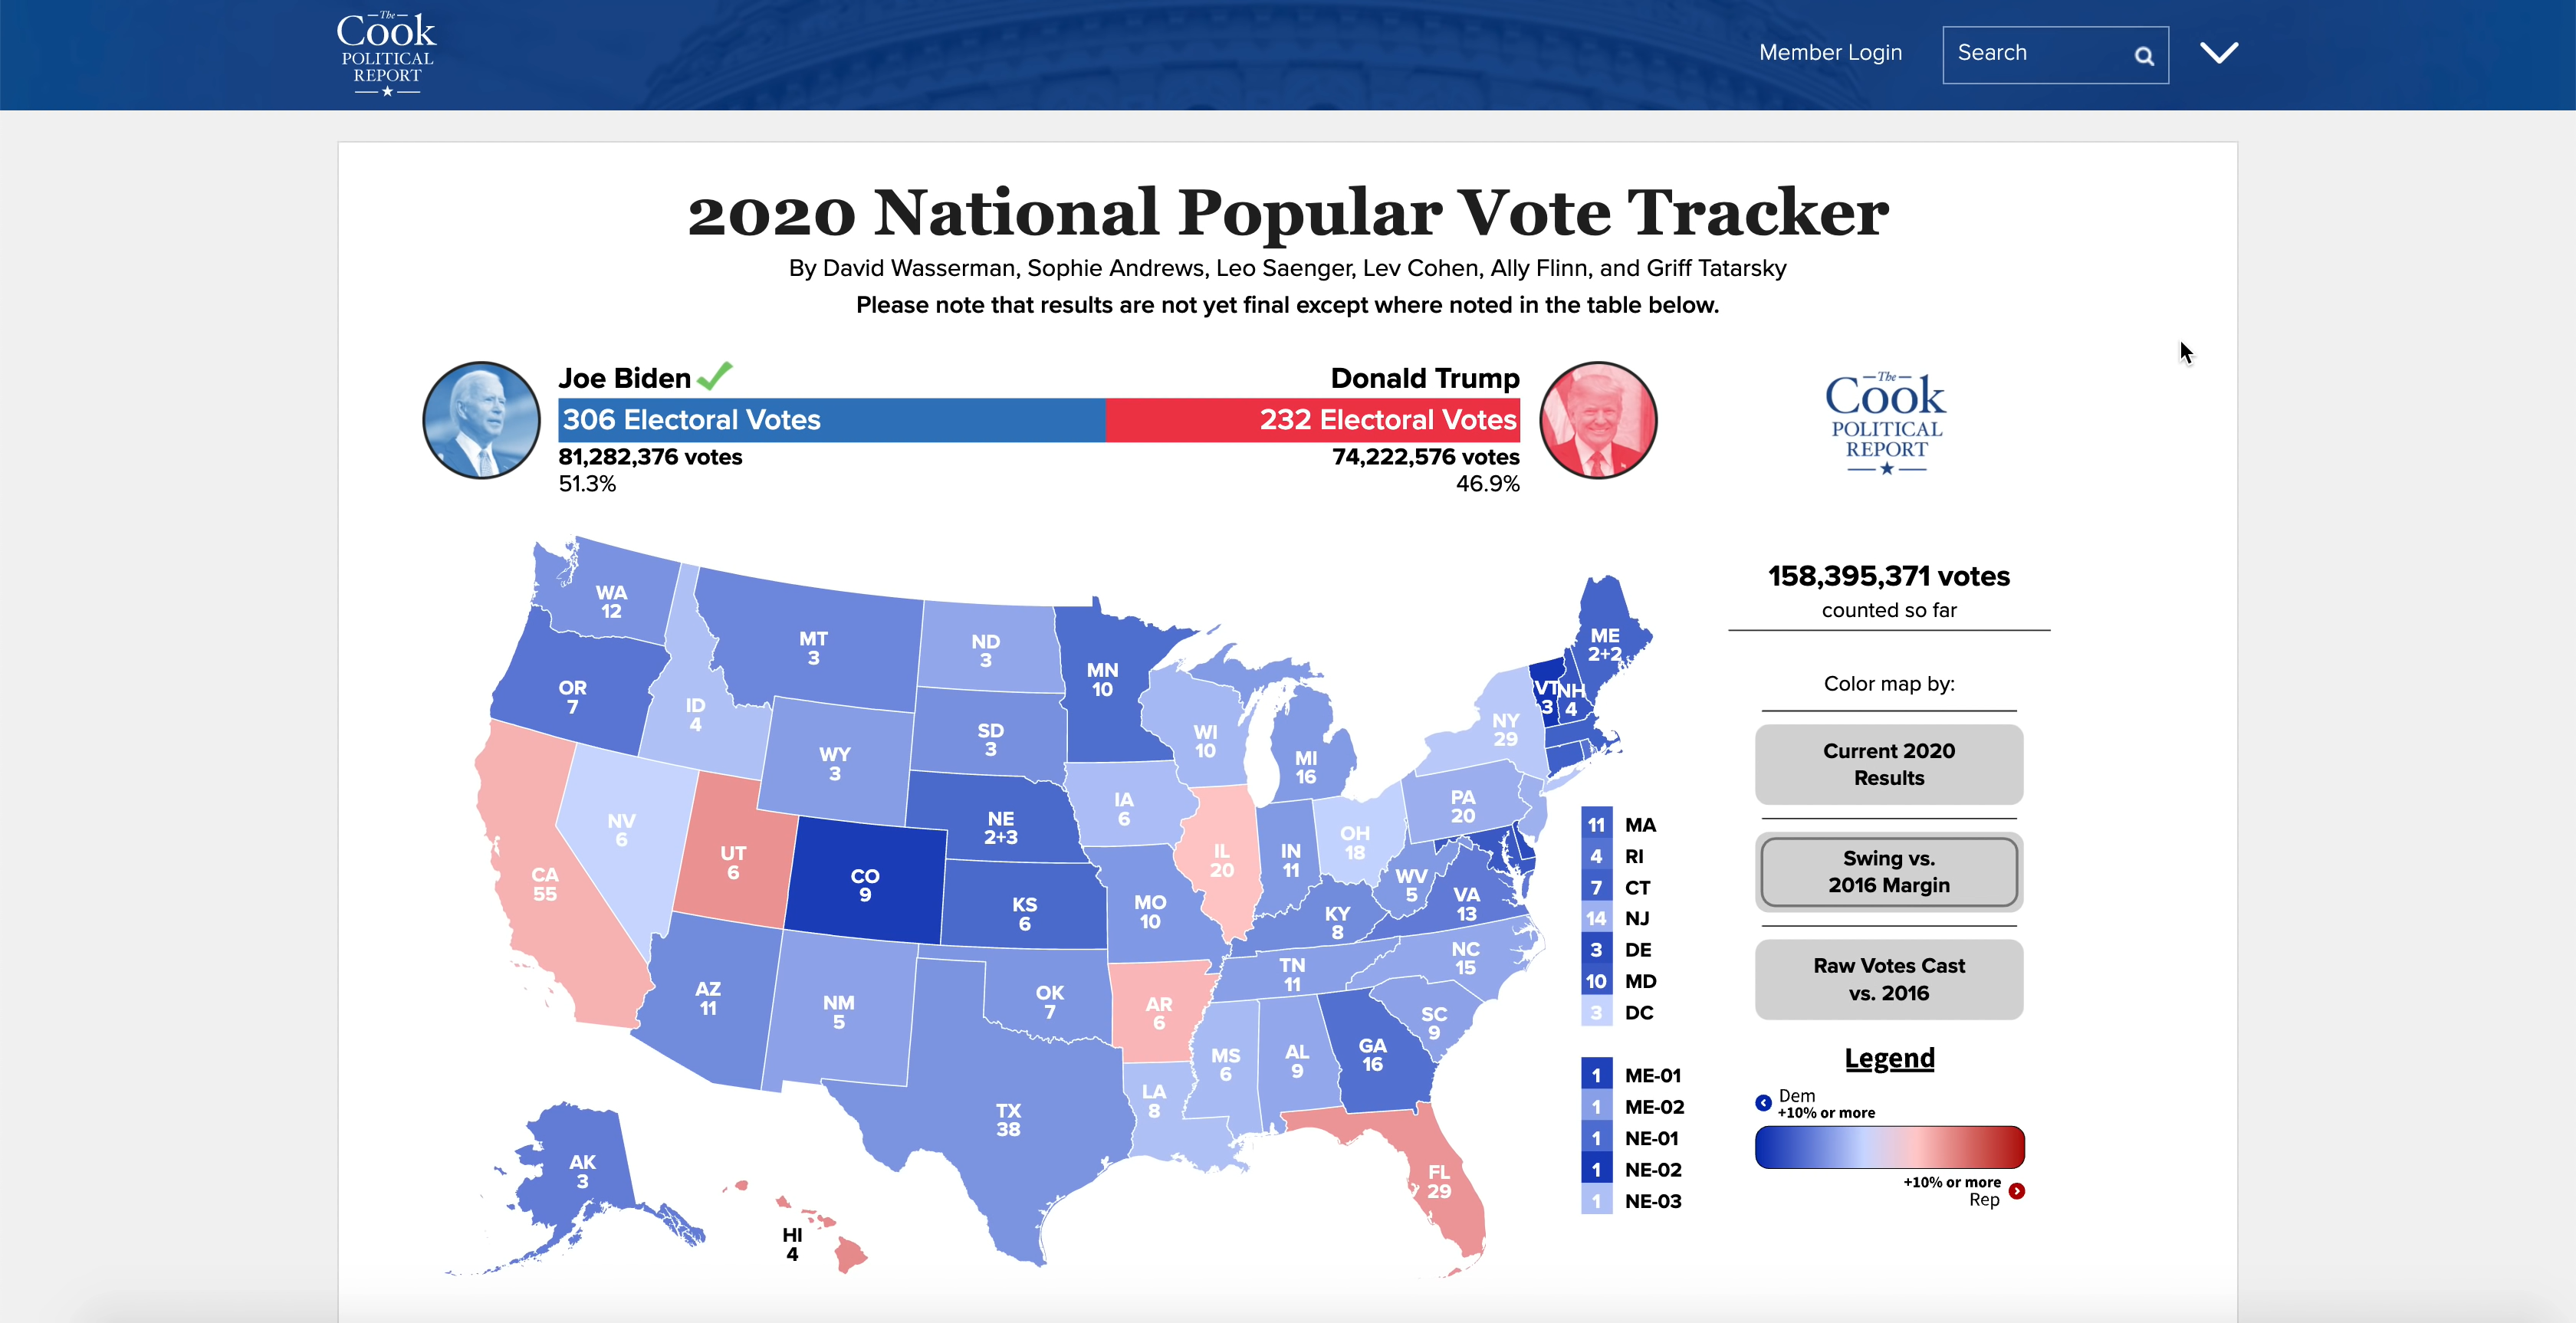 The
Cook
POLITICAL
REPORT
Member Login
Search
2020 National Popular Vote Tracker
By David Wasserman, Sophie Andrews, Leo Saenger, Lev Cohen, Ally Flinn, and Griff Tatarsky
Please note that results are not yet final except where noted in the table below.
Joe Biden
Donald Trump
306 Electoral Votes
232 Electoral Votes
81,282,376 votes
74,222,576 votes
51.3%
46.9%
The
Cook
POLITICAL
REPORT
WA
12
OR
7
CA
55
ID
4
NV
6
UT
6
AZ
11
MT
3
WY
3
CO
9
NM
5
ND
3
SD
3
NE
2+3
KS
6
OK
7
TX
38
MN
10
IA
6
MO
10
AR
6
LA
8
WI
10
IL
20
MI
16
IN
11
OH
18
KY
8
TN
11
MS
6
AL
9
GA
16
FL
29
SC
9
NC
15
VA
13
WV
5
PA
20
NY
29
VT
3
NH
4
ME
2+2
AK
3
HI
4
11 MA
4 RI
7 CT
14 NJ
3 DE
10 MD
3 DC
1 ME-01
1 ME-02
1 NE-01
1 NE-02
1 NE-03
158,395,371 votes
counted so far
Color map by:
Current 2020
Results
Swing vs.
2016 Margin
Raw Votes Cast
vs. 2016
Legend
Dem
+10% or more
+10% or more
Rep